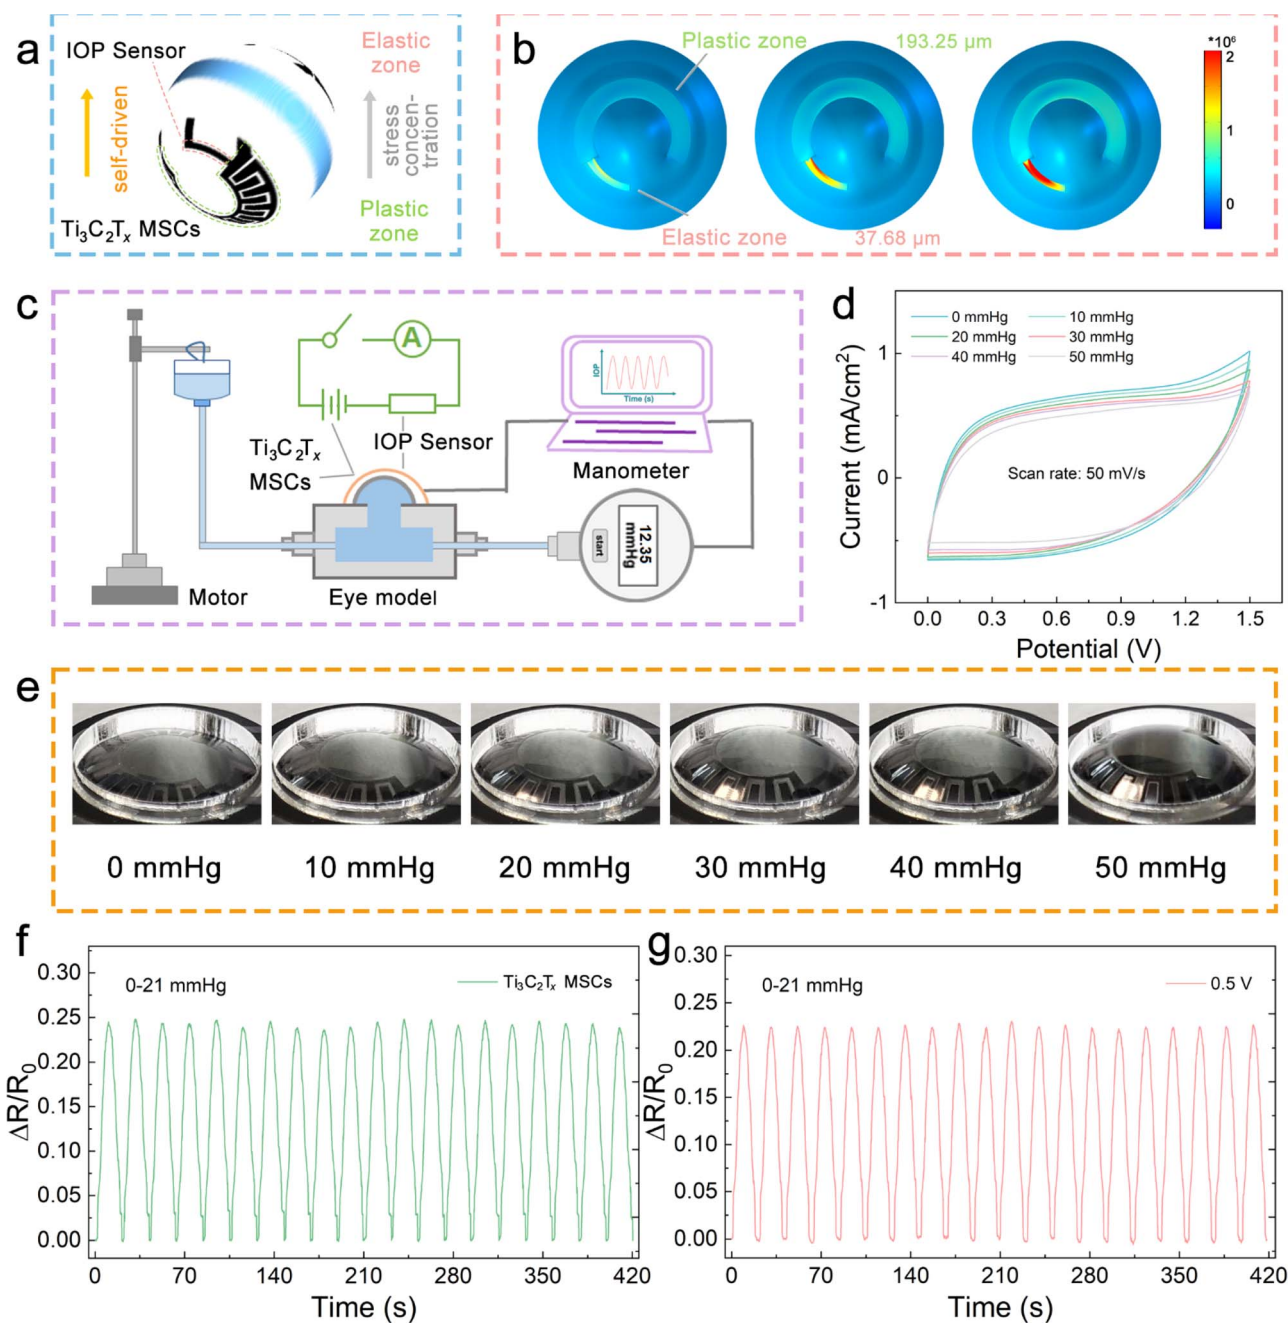 a
IOP Sensor
Elastic
zone
self-driven
stress
concen-
tration
Ti₃C₂Tₓ MSCs
Plastic
zone
b
Plastic zone
193.25 μm
Elastic zone
37.68 μm
*10⁶
2
1
0
c
A
IOP
Time (s)
Ti₃C₂Tₓ
MSCs
IOP Sensor
Manometer
12.35
mmHg
start
Motor
Eye model
d
0 mmHg
10 mmHg
20 mmHg
30 mmHg
40 mmHg
50 mmHg
Scan rate: 50 mV/s
Current (mA/cm²)
1
0
-1
0.0 0.3 0.6 0.9 1.2 1.5
Potential (V)
e
0 mmHg
10 mmHg
20 mmHg
30 mmHg
40 mmHg
50 mmHg
f
0-21 mmHg
Ti₃C₂Tₓ MSCs
ΔR/R₀
0.30
0.25
0.20
0.15
0.10
0.05
0.00
0 70 140 210 280 350 420
Time (s)
g
0-21 mmHg
0.5 V
ΔR/R₀
0.30
0.25
0.20
0.15
0.10
0.05
0.00
0 70 140 210 280 350 420
Time (s)